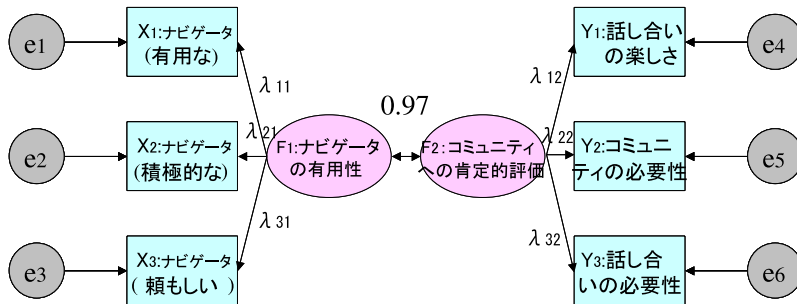 e1
X1:ナビゲータ
(有用な)
λ11
Y1:話し合い
の楽しさ
e4
λ12
0.97
e2
X2:ナビゲータ
(積極的な)
λ21
F1:ナビゲータ
の有用性
F2:コミュニティ
への肯定的評価
λ22
Y2:コミュニ
ティの必要性
e5
λ31
λ32
e3
X3:ナビゲータ
( 頼もしい )
Y3:話し合
いの必要性
e6